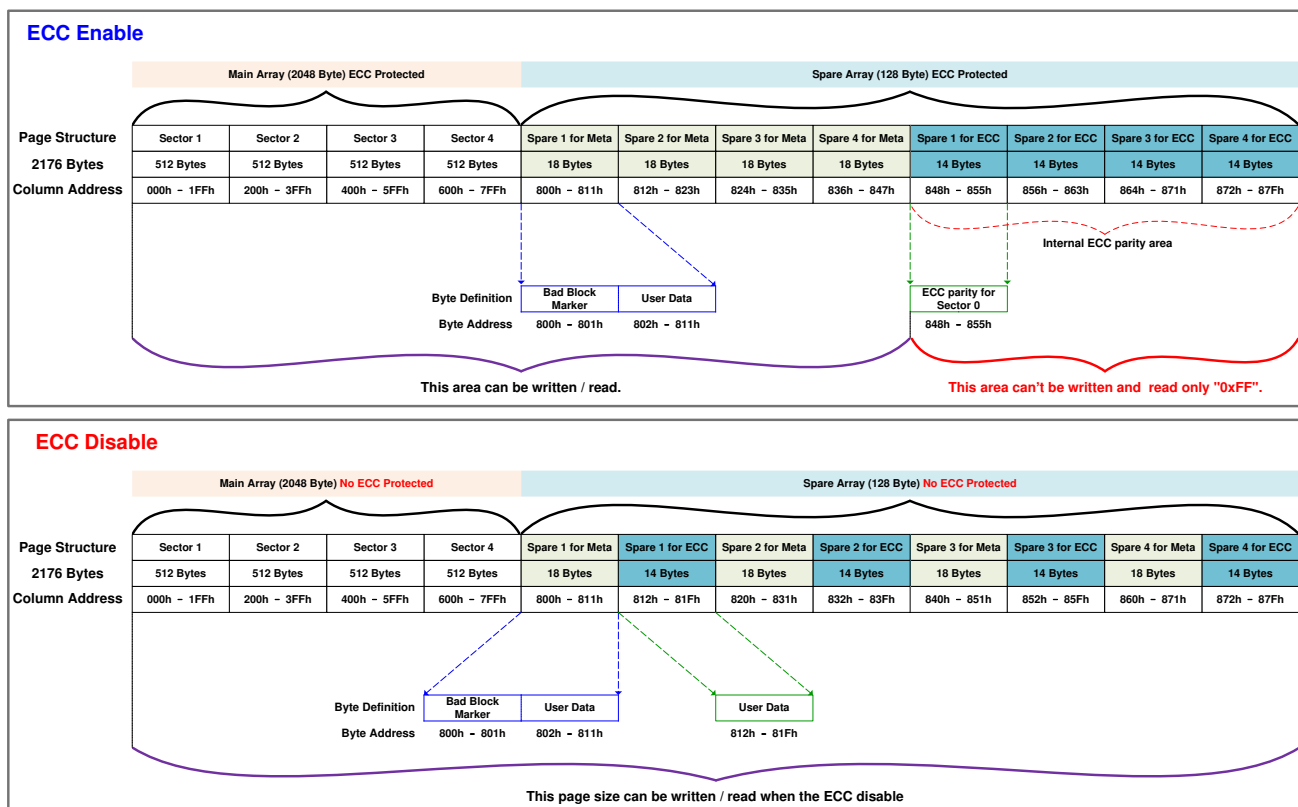 ECC Enable
Main Array (2048 Byte) ECC Protected Spare Array (128 Byte) ECC Protected
Page Structure Sector 1 Sector 2 Sector 3 Sector 4 Spare 1 for Meta Spare 2 for Meta Spare 3 for Meta Spare 4 for Meta Spare 1 for ECC Spare 2 for ECC Spare 3 for ECC Spare 4 for ECC
2176 Bytes 512 Bytes 512 Bytes 512 Bytes 512 Bytes 18 Bytes 18 Bytes 18 Bytes 18 Bytes 14 Bytes 14 Bytes 14 Bytes 14 Bytes
Column Address 000h - 1FFh 200h - 3FFh 400h - 5FFh 600h - 7FFh 800h - 811h 812h - 823h 824h - 835h 836h - 847h 848h - 855h 856h - 863h 864h - 871h 872h - 87Fh
Internal ECC parity area
Byte Definition Bad Block Marker User Data ECC parity for Sector 0
Byte Address 800h - 801h 802h - 811h 848h - 855h
This area can be written / read. This area can't be written and read only "0xFF".
ECC Disable
Main Array (2048 Byte) No ECC Protected Spare Array (128 Byte) No ECC Protected
Page Structure Sector 1 Sector 2 Sector 3 Sector 4 Spare 1 for Meta Spare 1 for ECC Spare 2 for Meta Spare 2 for ECC Spare 3 for Meta Spare 3 for ECC Spare 4 for Meta Spare 4 for ECC
2176 Bytes 512 Bytes 512 Bytes 512 Bytes 512 Bytes 18 Bytes 14 Bytes 18 Bytes 14 Bytes 18 Bytes 14 Bytes 18 Bytes 14 Bytes
Column Address 000h - 1FFh 200h - 3FFh 400h - 5FFh 600h - 7FFh 800h - 811h 812h - 81Fh 820h - 831h 832h - 83Fh 840h - 851h 852h - 85Fh 860h - 871h 872h - 87Fh
Byte Definition Bad Block Marker User Data User Data
Byte Address 800h - 801h 802h - 811h 812h - 81Fh
This page size can be written / read when the ECC disable